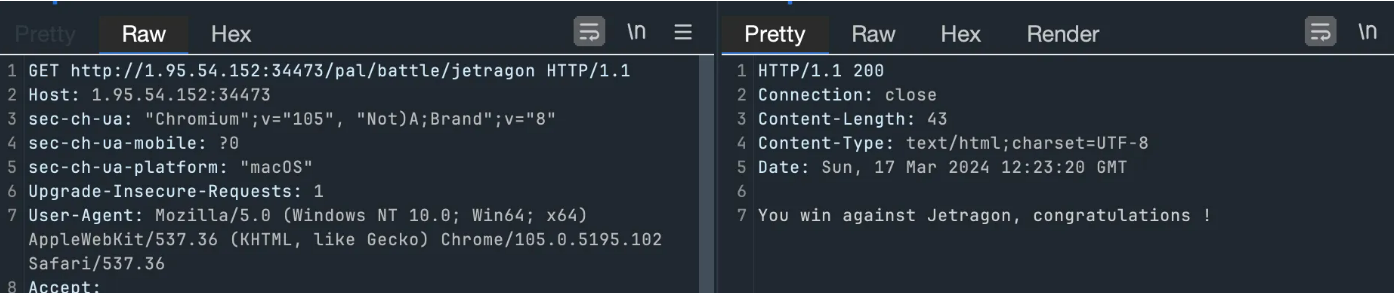 Pretty Raw Hex \n
1 GET http://1.95.54.152:34473/pal/battle/jetragon HTTP/1.1
2 Host: 1.95.54.152:34473
3 sec-ch-ua: "Chromium";v="105", "Not)A;Brand";v="8"
4 sec-ch-ua-mobile: ?0
5 sec-ch-ua-platform: "macOS"
6 Upgrade-Insecure-Requests: 1
7 User-Agent: Mozilla/5.0 (Windows NT 10.0; Win64; x64)
AppleWebKit/537.36 (KHTML, like Gecko) Chrome/105.0.5195.102
Safari/537.36
8 Accept:
Pretty Raw Hex Render \n
1 HTTP/1.1 200
2 Connection: close
3 Content-Length: 43
4 Content-Type: text/html;charset=UTF-8
5 Date: Sun, 17 Mar 2024 12:23:20 GMT
6
7 You win against Jetragon, congratulations !